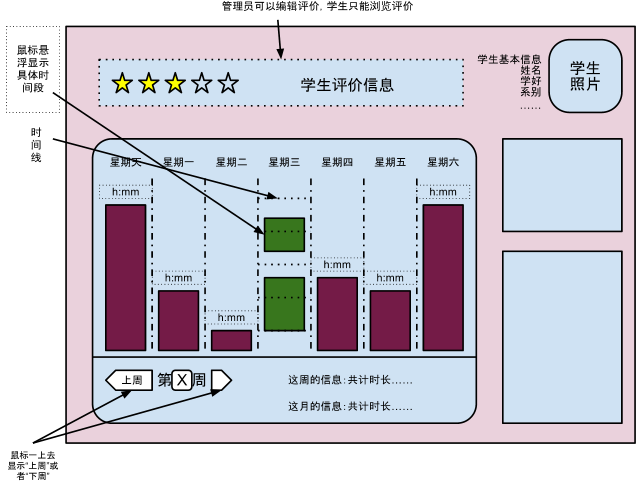 管理员可以编辑评价, 学生只能浏览评价
鼠标悬
浮显示
具体时
间段
学生评价信息
学生基本信息
姓名
学好
系别
......
学生
照片
时
间
线
星期天 星期一 星期二 星期三 星期四 星期五 星期六
h:mm h:mm
h:mm
h:mm h:mm
h:mm
上周 第 X 周
这周的信息: 共计时长......
这月的信息: 共计时长......
鼠标一上去
显示“上周”或
者“下周”